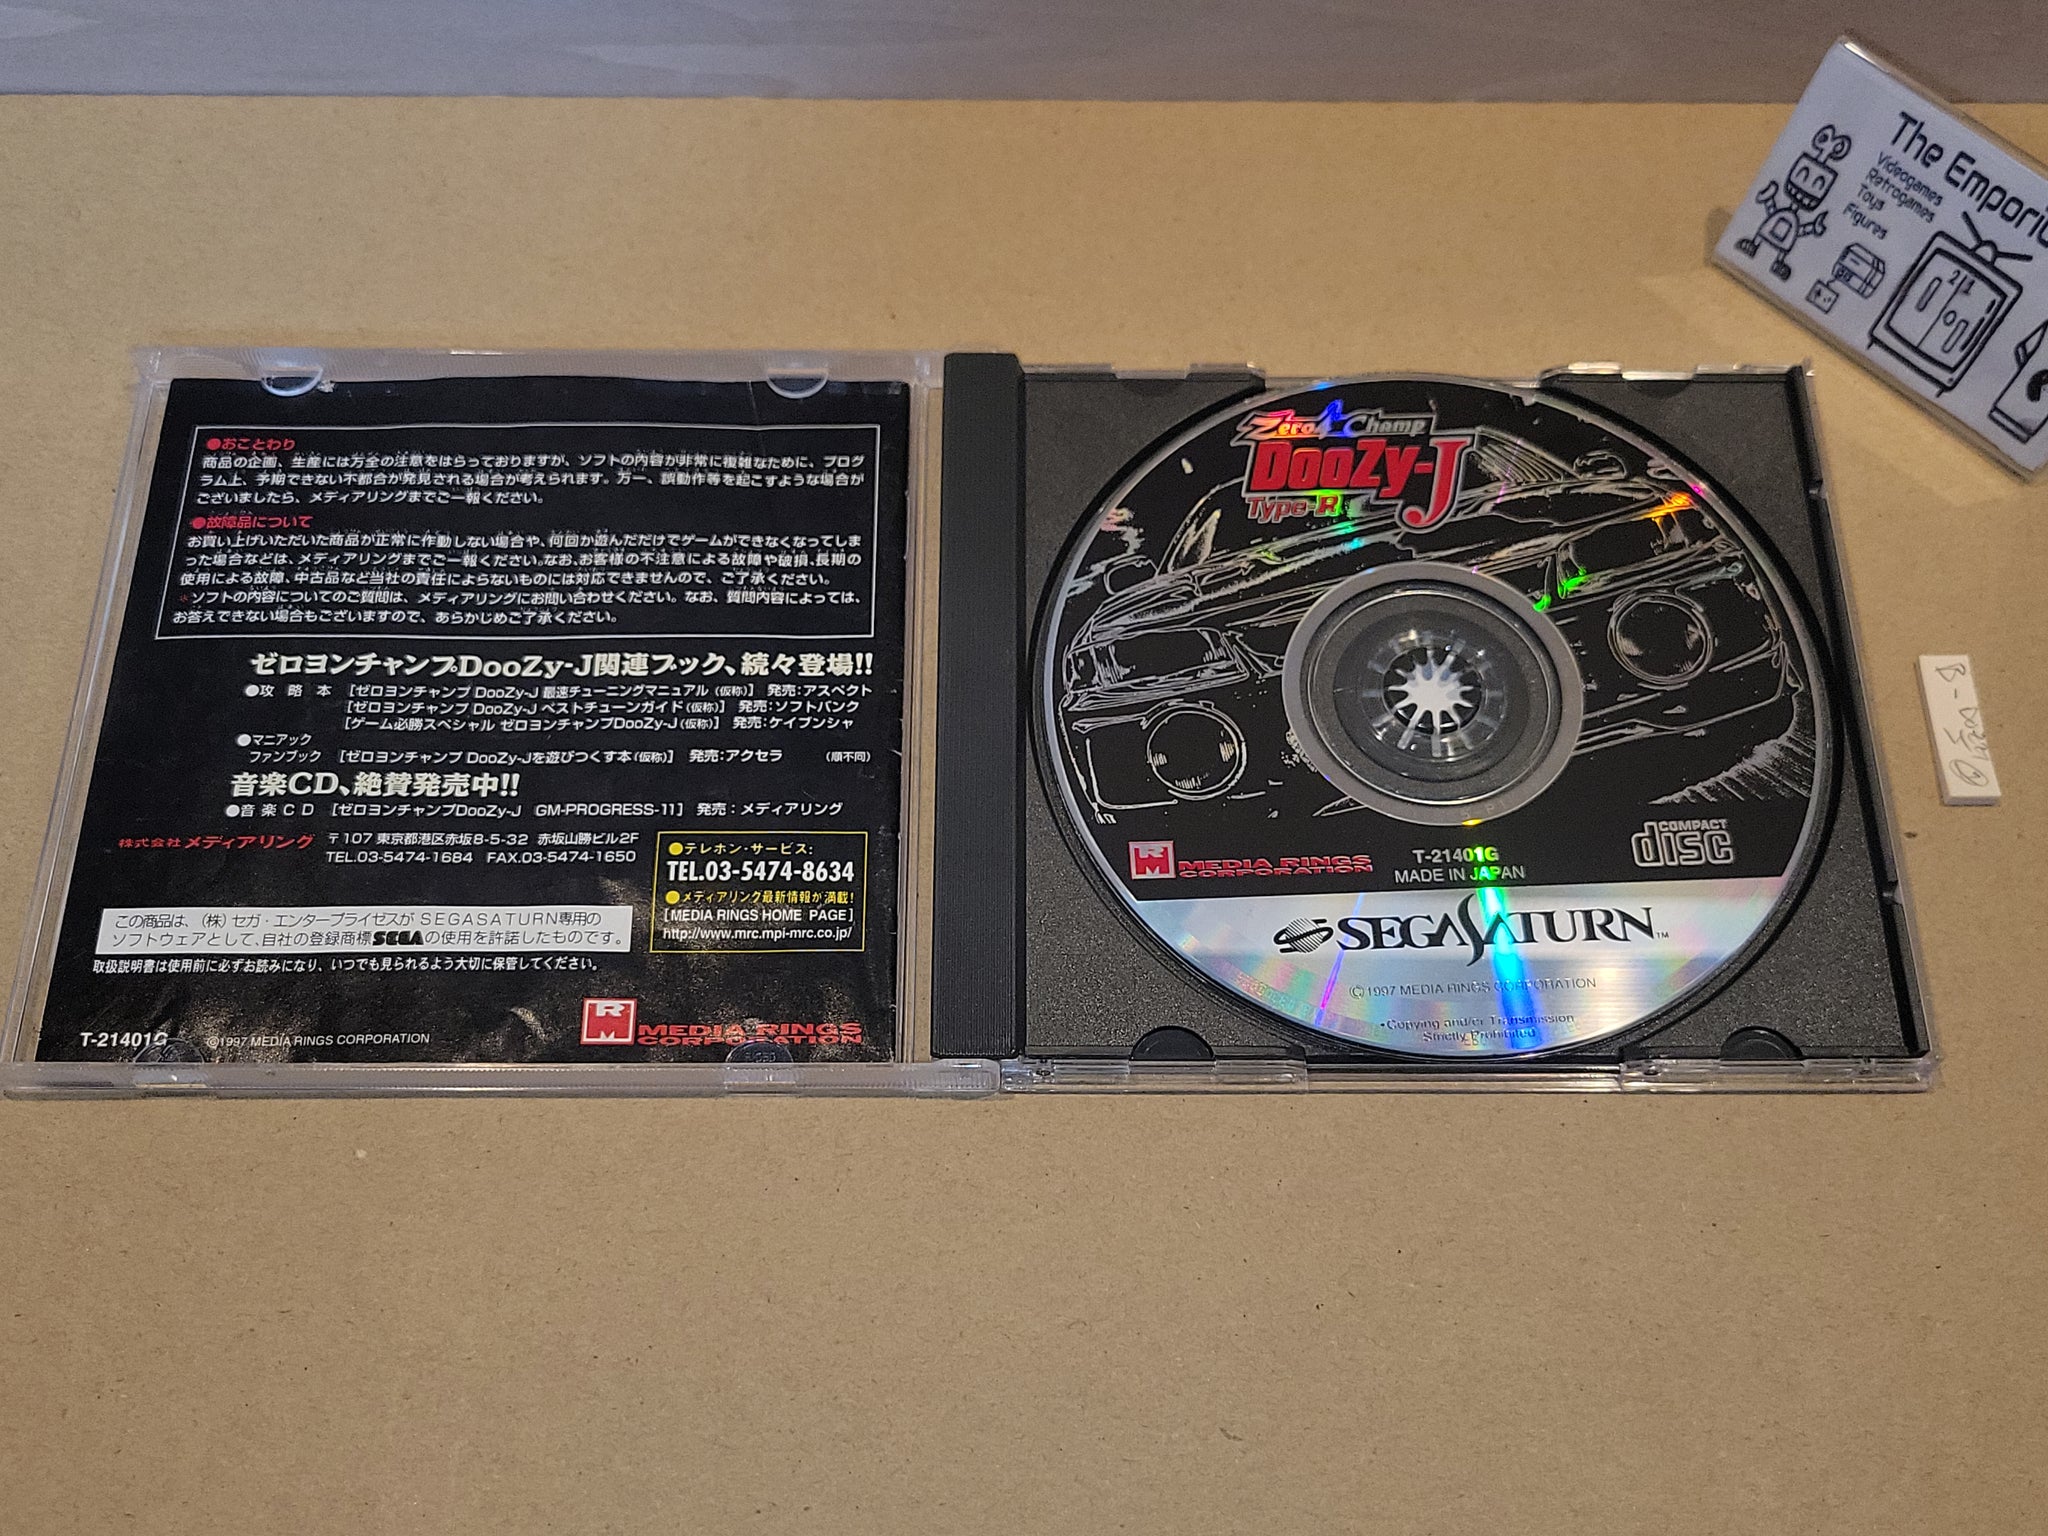 ●おことわり
商品の企画、生産には万全の注意をはらっておりますが、ソフトの内容が非常に複雑なために、プログ
ラム上、予期できない不都合が発見される場合が考えられます。万一、誤動作等を起こすような場合が
ございましたら、メディアリングまでご一報ください。
●故障品について
お買い上げいただいた商品が正常に作動しない場合や、何回か遊んだだけでゲームができなくなってしま
った場合などは、メディアリングまでご一報ください。なお、お客様の不注意による故障や破損、長期の
使用による故障、中古品など当社の責任によらないものには対応できませんので、ご了承ください。
※ソフトの内容についてのご質問は、メディアリングにお問い合わせください。なお、質問内容によっては、
お答えできない場合もございますので、あらかじめご了承ください。
ゼロヨンチャンプDooZy-J関連ブック、続々登場!!
●攻略本 [ゼロヨンチャンプ DooZy-J 最速チューニングマニュアル(仮称)] 発売:アスペクト
[ゼロヨンチャンプ DooZy-J ベストチューンガイド(仮称)] 発売:ソフトバンク
[ゲーム必勝スペシャル ゼロヨンチャンプDooZy-J(仮称)] 発売:ケイブンシャ
●マニアック
ファンブック [ゼロヨンチャンプ DooZy-Jを遊びつくす本(仮称)] 発売:アクセラ (順不同)
音楽CD、絶賛発売中!!
●音楽CD [ゼロヨンチャンプDooZy-J GM-PROGRESS-11] 発売:メディアリング
株式会社メディアリング 〒107 東京都港区赤坂8-5-32 赤坂山勝ビル2F
TEL.03-5474-1684 FAX.03-5474-1650
●テレホン・サービス:
TEL.03-5474-8634
●メディアリング最新情報が満載!
[MEDIA RINGS HOME PAGE]
http://www.mrc.mpi-mrc.co.jp/
この商品は、(株)セガ・エンタープライゼスがSEGASATURN専用の
ソフトウェアとして、自社の登録商標SEGAの使用を許諾したものです。
取扱説明書は使用前に必ずお読みになり、いつでも見られるよう大切に保管してください。
T-21401G ©1997 MEDIA RINGS CORPORATION
RM MEDIA RINGS
CORPORATION
Zero4 Champ
DooZy-J
Type-R
RM MEDIA RINGS
CORPORATION
T-21401G
MADE IN JAPAN
COMPACT
disc
SEGASATURN™
©1997 MEDIA RINGS CORPORATION
•Copying and/or Transmission
Strictly Prohibited
The Emporiu
Videogames
Retrogames
Toys
Figures